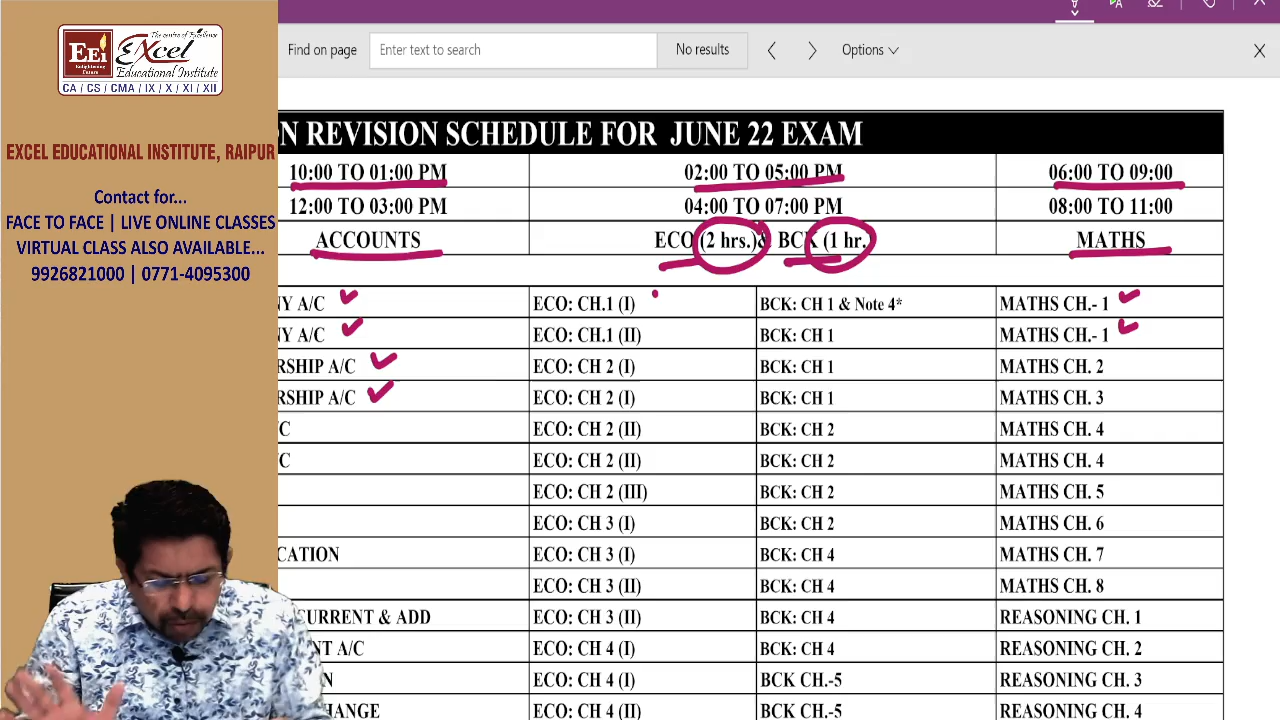 Find on page Enter text to search No results Options
The centre of Excellence
EEi EXcel
Enlightening Future Educational Institute
CA / CS / CMA / IX / X / XI / XII
EXCEL EDUCATIONAL INSTITUTE, RAIPUR
Contact for...
FACE TO FACE | LIVE ONLINE CLASSES
VIRTUAL CLASS ALSO AVAILABLE...
9926821000 | 0771-4095300
ON REVISION SCHEDULE FOR JUNE 22 EXAM
10:00 TO 01:00 PM 02:00 TO 05:00 PM 06:00 TO 09:00
12:00 TO 03:00 PM 04:00 TO 07:00 PM 08:00 TO 11:00
ACCOUNTS ECO (2 hrs.)& BCK (1 hr.) MATHS
NY A/C ECO: CH.1 (I) BCK: CH 1 & Note 4* MATHS CH.- 1
NY A/C ECO: CH.1 (II) BCK: CH 1 MATHS CH.- 1
RSHIP A/C ECO: CH 2 (I) BCK: CH 1 MATHS CH. 2
RSHIP A/C ECO: CH 2 (I) BCK: CH 1 MATHS CH. 3
/C ECO: CH 2 (II) BCK: CH 2 MATHS CH. 4
/C ECO: CH 2 (II) BCK: CH 2 MATHS CH. 4
ECO: CH 2 (III) BCK: CH 2 MATHS CH. 5
ECO: CH 3 (I) BCK: CH 2 MATHS CH. 6
CATION ECO: CH 3 (I) BCK: CH 4 MATHS CH. 7
ECO: CH 3 (II) BCK: CH 4 MATHS CH. 8
CURRENT & ADD ECO: CH 3 (II) BCK: CH 4 REASONING CH. 1
NT A/C ECO: CH 4 (I) BCK: CH 4 REASONING CH. 2
N ECO: CH 4 (I) BCK CH.-5 REASONING CH. 3
HANGE ECO: CH 4 (II) BCK CH.-5 REASONING CH. 4